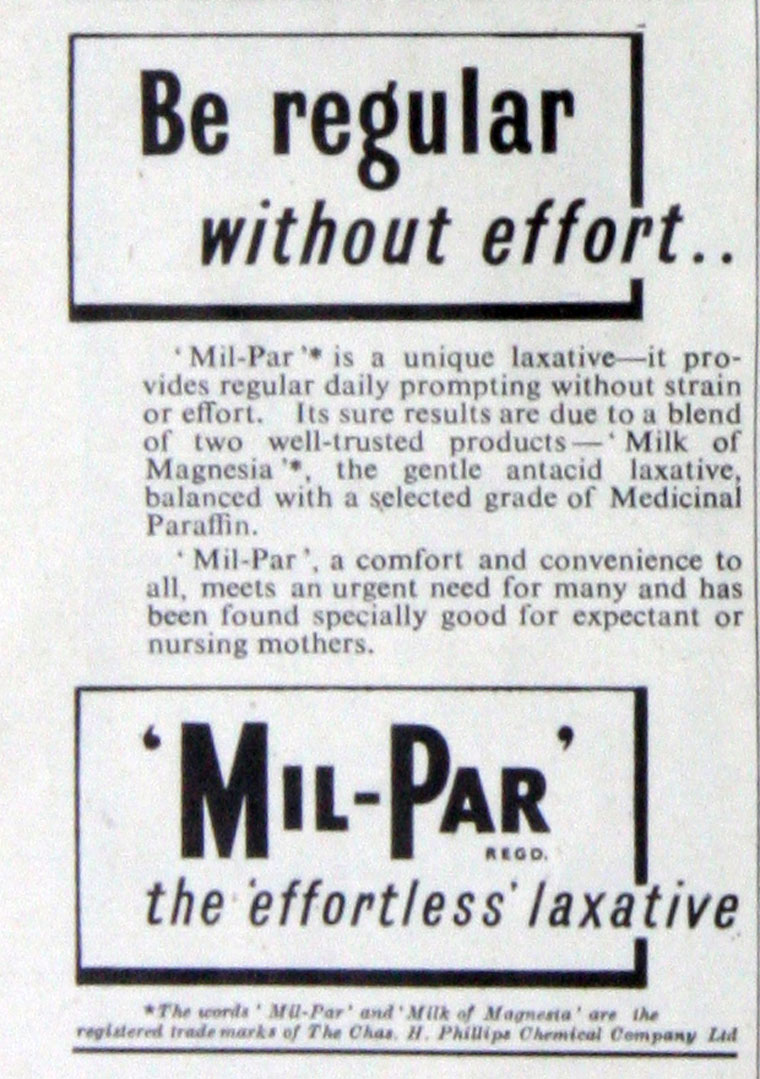 Be regular
without effort..
‘Mil-Par’* is a unique laxative—it pro-
vides regular daily prompting without strain
or effort. Its sure results are due to a blend
of two well-trusted products—‘Milk of
Magnesia’*, the gentle antacid laxative,
balanced with a selected grade of Medicinal
Paraffin.
‘Mil-Par’, a comfort and convenience to
all, meets an urgent need for many and has
been found specially good for expectant or
nursing mothers.
‘MIL-PAR’
REGD.
the ‘effortless’ laxative
*The words ‘Mil-Par’ and ‘Milk of Magnesia’ are the
registered trade marks of The Chas. H. Phillips Chemical Company Ltd